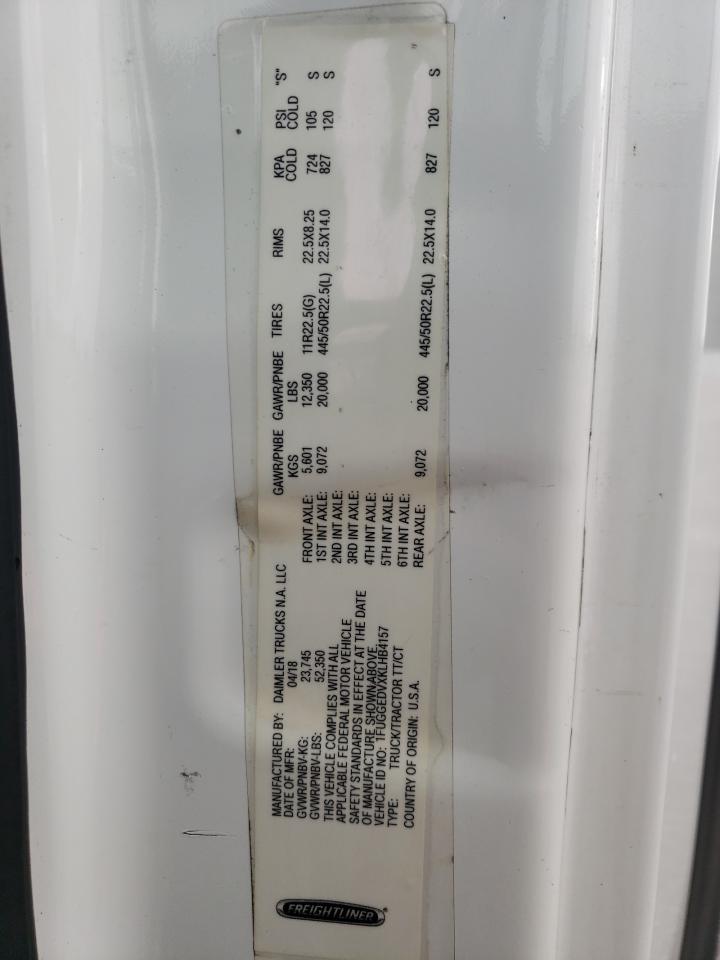 FREIGHTLINER
MANUFACTURED BY: DAIMLER TRUCKS N.A. LLC
DATE OF MFR: 04/18
GVWR/PNBV-KG: 23,745
GVWR/PNBV-LBS: 52,350
THIS VEHICLE COMPLIES WITH ALL
APPLICABLE FEDERAL MOTOR VEHICLE
SAFETY STANDARDS IN EFFECT AT THE DATE
OF MANUFACTURE SHOWN ABOVE.
VEHICLE ID NO: 1FUGGEDVXKLHB4157
TYPE: TRUCK/TRACTOR TT/CT
COUNTRY OF ORIGIN: U.S.A.
GAWR/PNBE GAWR/PNBE TIRES RIMS KPA PSI "S"
KGS LBS COLD COLD
FRONT AXLE: 5,601 12,350 11R22.5(G) 22.5X8.25 724 105 S
1ST INT AXLE: 9,072 20,000 445/50R22.5(L) 22.5X14.0 827 120 S
2ND INT AXLE:
3RD INT AXLE:
4TH INT AXLE:
5TH INT AXLE:
6TH INT AXLE:
REAR AXLE: 9,072 20,000 445/50R22.5(L) 22.5X14.0 827 120 S